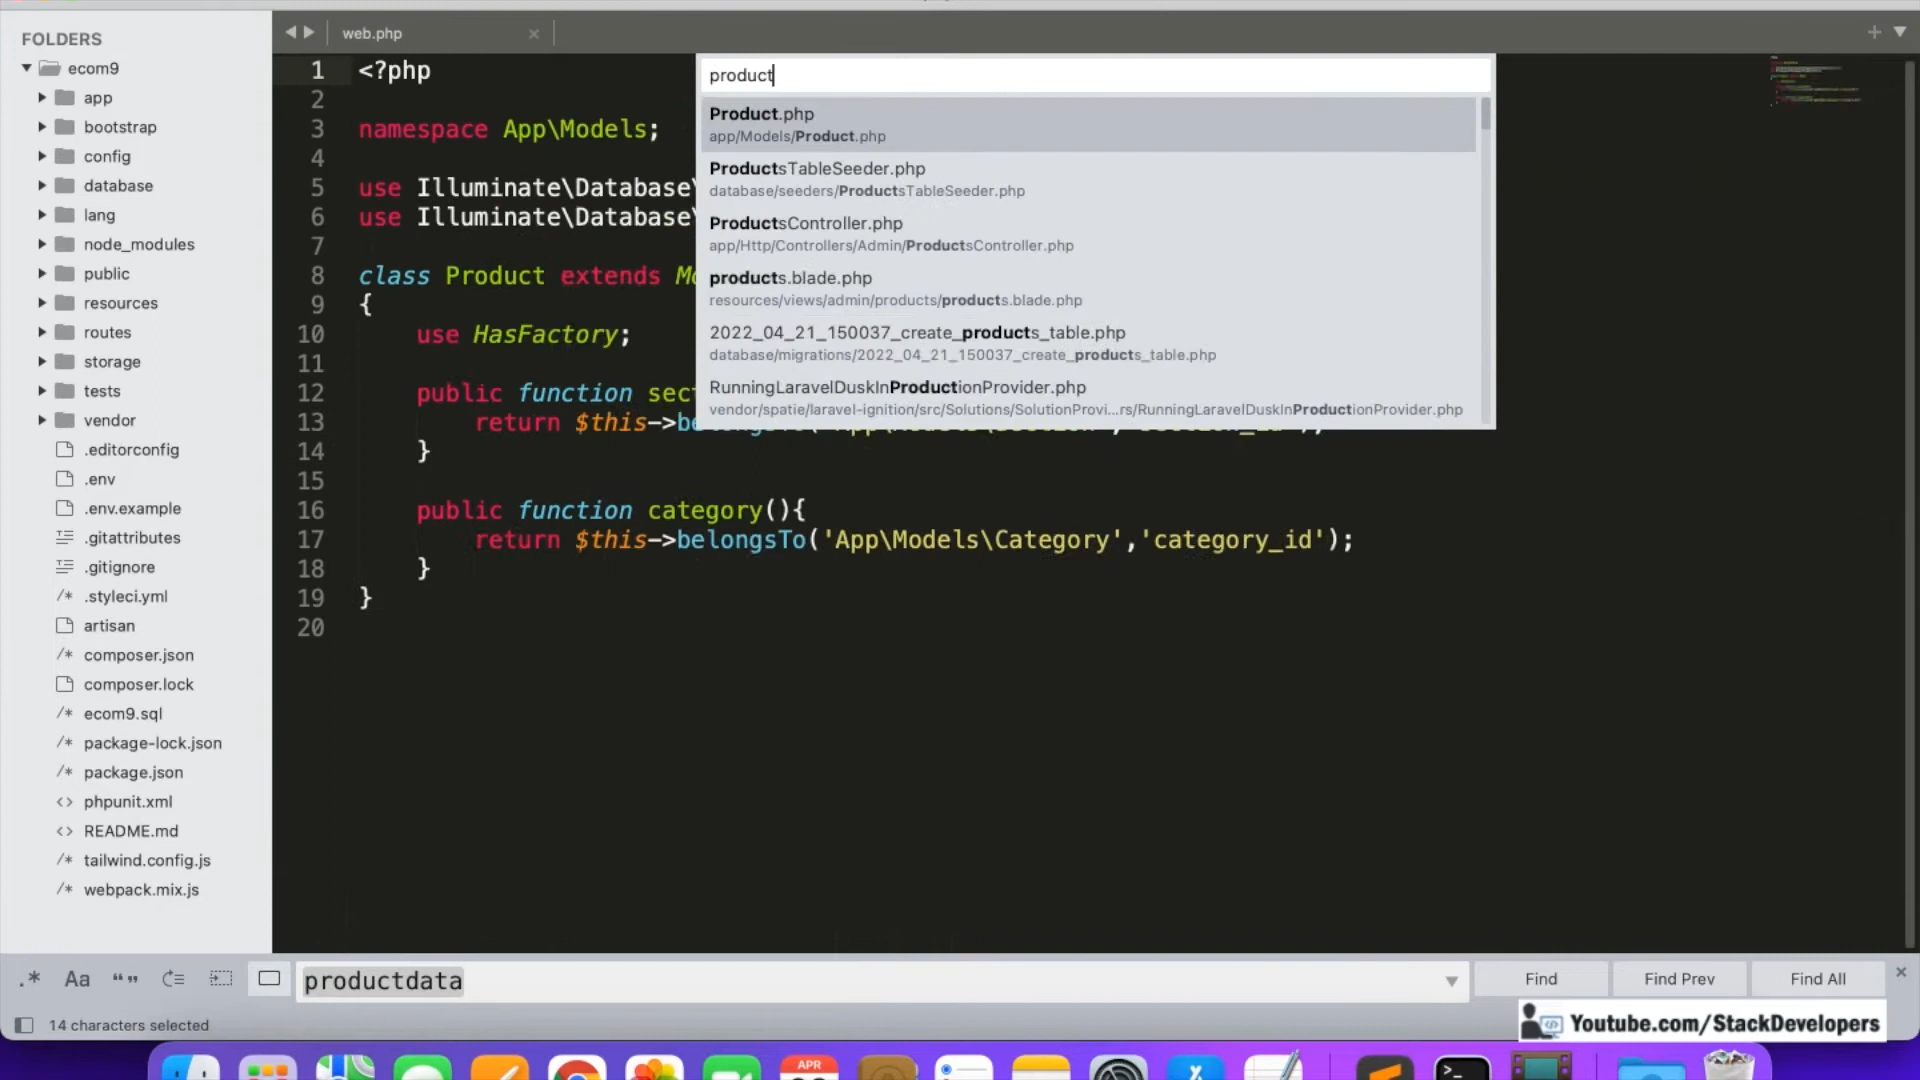 FOLDERS
ecom9
app
bootstrap
config
database
lang
node_modules
public
resources
routes
storage
tests
vendor
.editorconfig
.env
.env.example
.gitattributes
.gitignore
/* .styleci.yml
artisan
/* composer.json
composer.lock
/* ecom9.sql
/* package-lock.json
/* package.json
<> phpunit.xml
<> README.md
/* tailwind.config.js
/* webpack.mix.js
web.php
product
Product.php
app/Models/Product.php
ProductsTableSeeder.php
database/seeders/ProductsTableSeeder.php
ProductsController.php
app/Http/Controllers/Admin/ProductsController.php
products.blade.php
resources/views/admin/products/products.blade.php
2022_04_21_150037_create_products_table.php
database/migrations/2022_04_21_150037_create_products_table.php
RunningLaravelDuskInProductionProvider.php
vendor/spatie/laravel-ignition/src/Solutions/SolutionProvi...rs/RunningLaravelDuskInProductionProvider.php
1 <?php
2
3 namespace App\Models;
4
5 use Illuminate\Database\
6 use Illuminate\Database\
7
8 class Product extends
9 {
10 use HasFactory;
11
12 public function
13 return $this->
14 }
15
16 public function category(){
17 return $this->belongsTo('App\Models\Category','category_id');
18 }
19 }
20
.* Aa “” productdata Find Find Prev Find All
14 characters selected
Youtube.com/StackDevelopers
APR